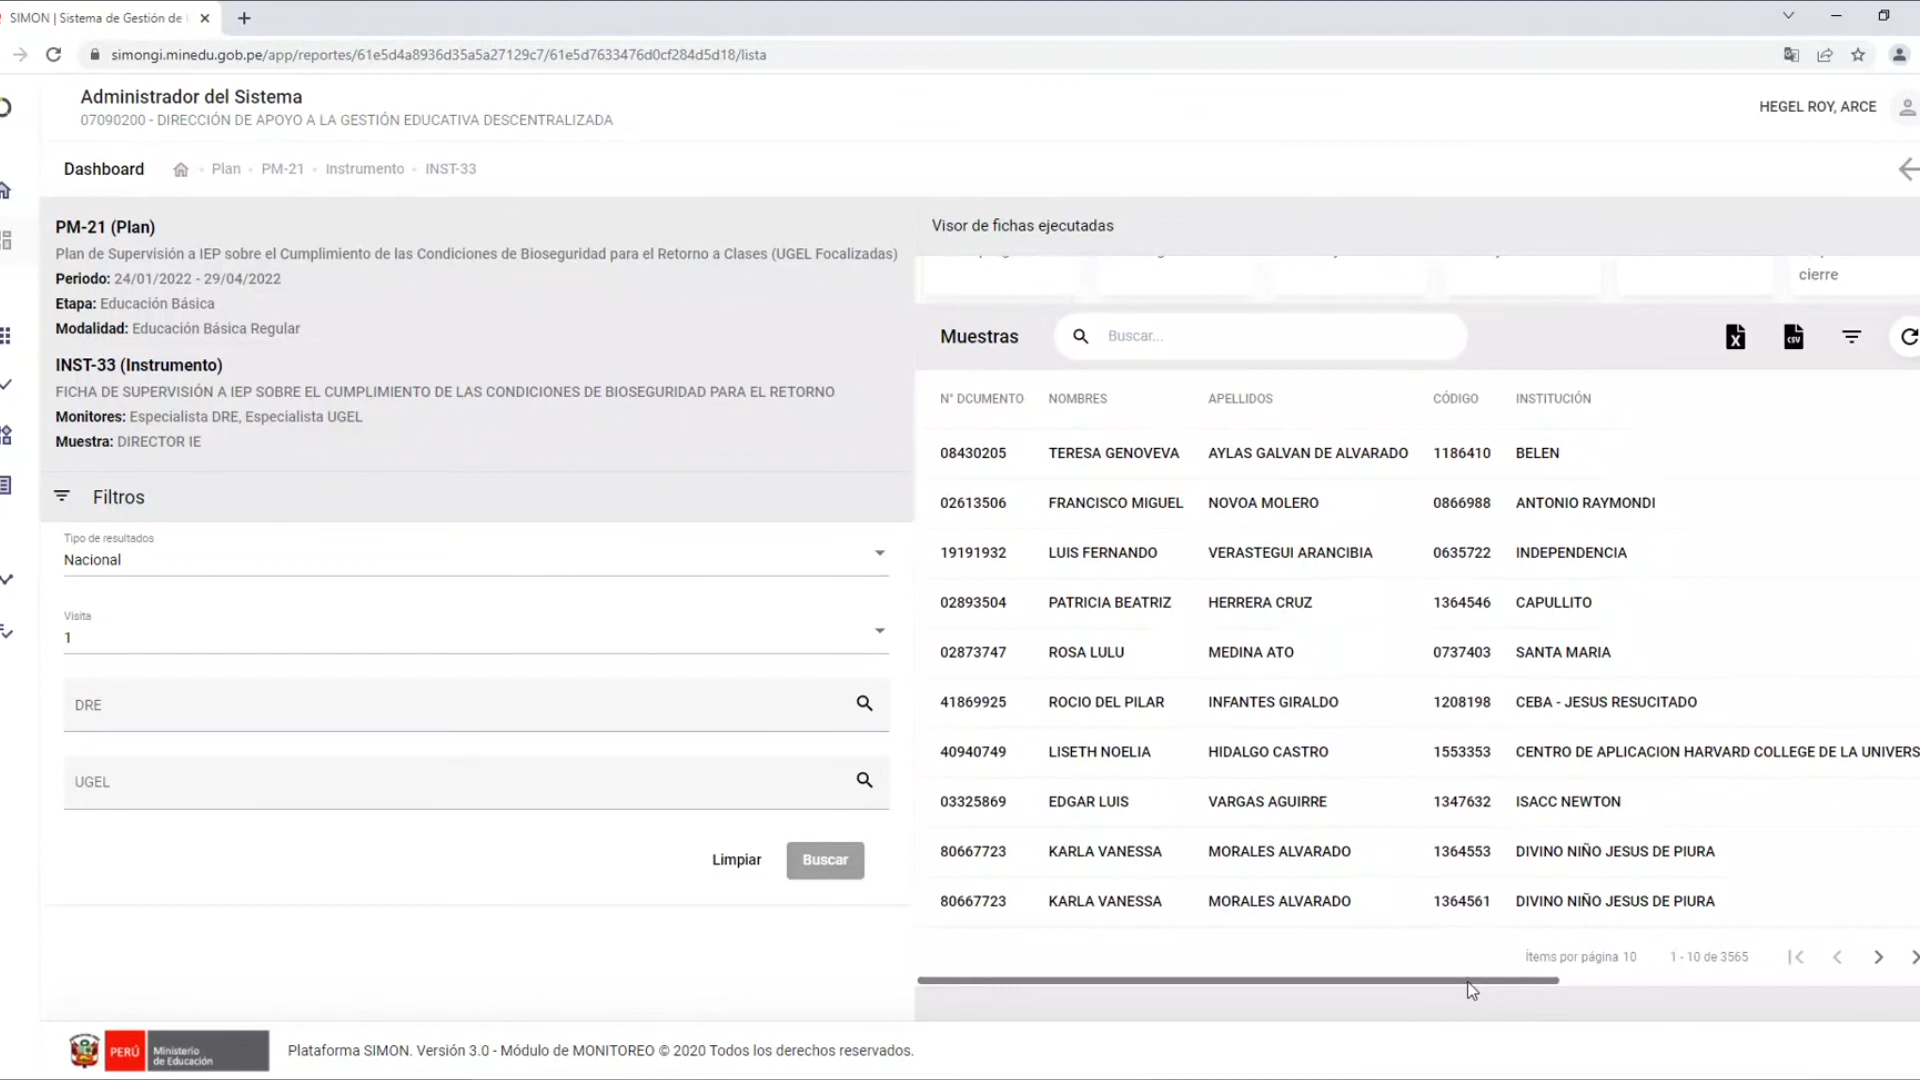 SIMON | Sistema de Gestión de
simongi.minedu.gob.pe/app/reportes/61e5d4a8936d35a5a27129c7/61e5d7633476d0cf284d5d18/lista
Administrador del Sistema
07090200 - DIRECCIÓN DE APOYO A LA GESTIÓN EDUCATIVA DESCENTRALIZADA
HEGEL ROY, ARCE
Dashboard
Plan
PM-21
Instrumento
INST-33
PM-21 (Plan)
Plan de Supervisión a IEP sobre el Cumplimiento de las Condiciones de Bioseguridad para el Retorno a Clases (UGEL Focalizadas)
Periodo: 24/01/2022 - 29/04/2022
Etapa: Educación Básica
Modalidad: Educación Básica Regular
INST-33 (Instrumento)
FICHA DE SUPERVISIÓN A IEP SOBRE EL CUMPLIMIENTO DE LAS CONDICIONES DE BIOSEGURIDAD PARA EL RETORNO
Monitores: Especialista DRE, Especialista UGEL
Muestra: DIRECTOR IE
Filtros
Tipo de resultados
Nacional
Visita
1
DRE
UGEL
Limpiar
Buscar
Visor de fichas ejecutadas
cierre
Muestras
Buscar...
X
CSV
N° DCUMENTO NOMBRES APELLIDOS CÓDIGO INSTITUCIÓN
08430205 TERESA GENOVEVA AYLAS GALVAN DE ALVARADO 1186410 BELEN
02613506 FRANCISCO MIGUEL NOVOA MOLERO 0866988 ANTONIO RAYMONDI
19191932 LUIS FERNANDO VERASTEGUI ARANCIBIA 0635722 INDEPENDENCIA
02893504 PATRICIA BEATRIZ HERRERA CRUZ 1364546 CAPULLITO
02873747 ROSA LULU MEDINA ATO 0737403 SANTA MARIA
41869925 ROCIO DEL PILAR INFANTES GIRALDO 1208198 CEBA - JESUS RESUCITADO
40940749 LISETH NOELIA HIDALGO CASTRO 1553353 CENTRO DE APLICACION HARVARD COLLEGE DE LA UNIVERS
03325869 EDGAR LUIS VARGAS AGUIRRE 1347632 ISACC NEWTON
80667723 KARLA VANESSA MORALES ALVARADO 1364553 DIVINO NIÑO JESUS DE PIURA
80667723 KARLA VANESSA MORALES ALVARADO 1364561 DIVINO NIÑO JESUS DE PIURA
Ítems por página 10 1 - 10 de 3565
PERÚ
Ministerio
de Educación
Plataforma SIMON. Versión 3.0 - Módulo de MONITOREO © 2020 Todos los derechos reservados.